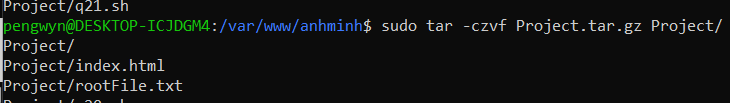 Project/q21.sh
pengwyn@DESKTOP-ICJDGM4:/var/www/anhminh$ sudo tar -czvf Project.tar.gz Project/
Project/
Project/index.html
Project/rootFile.txt